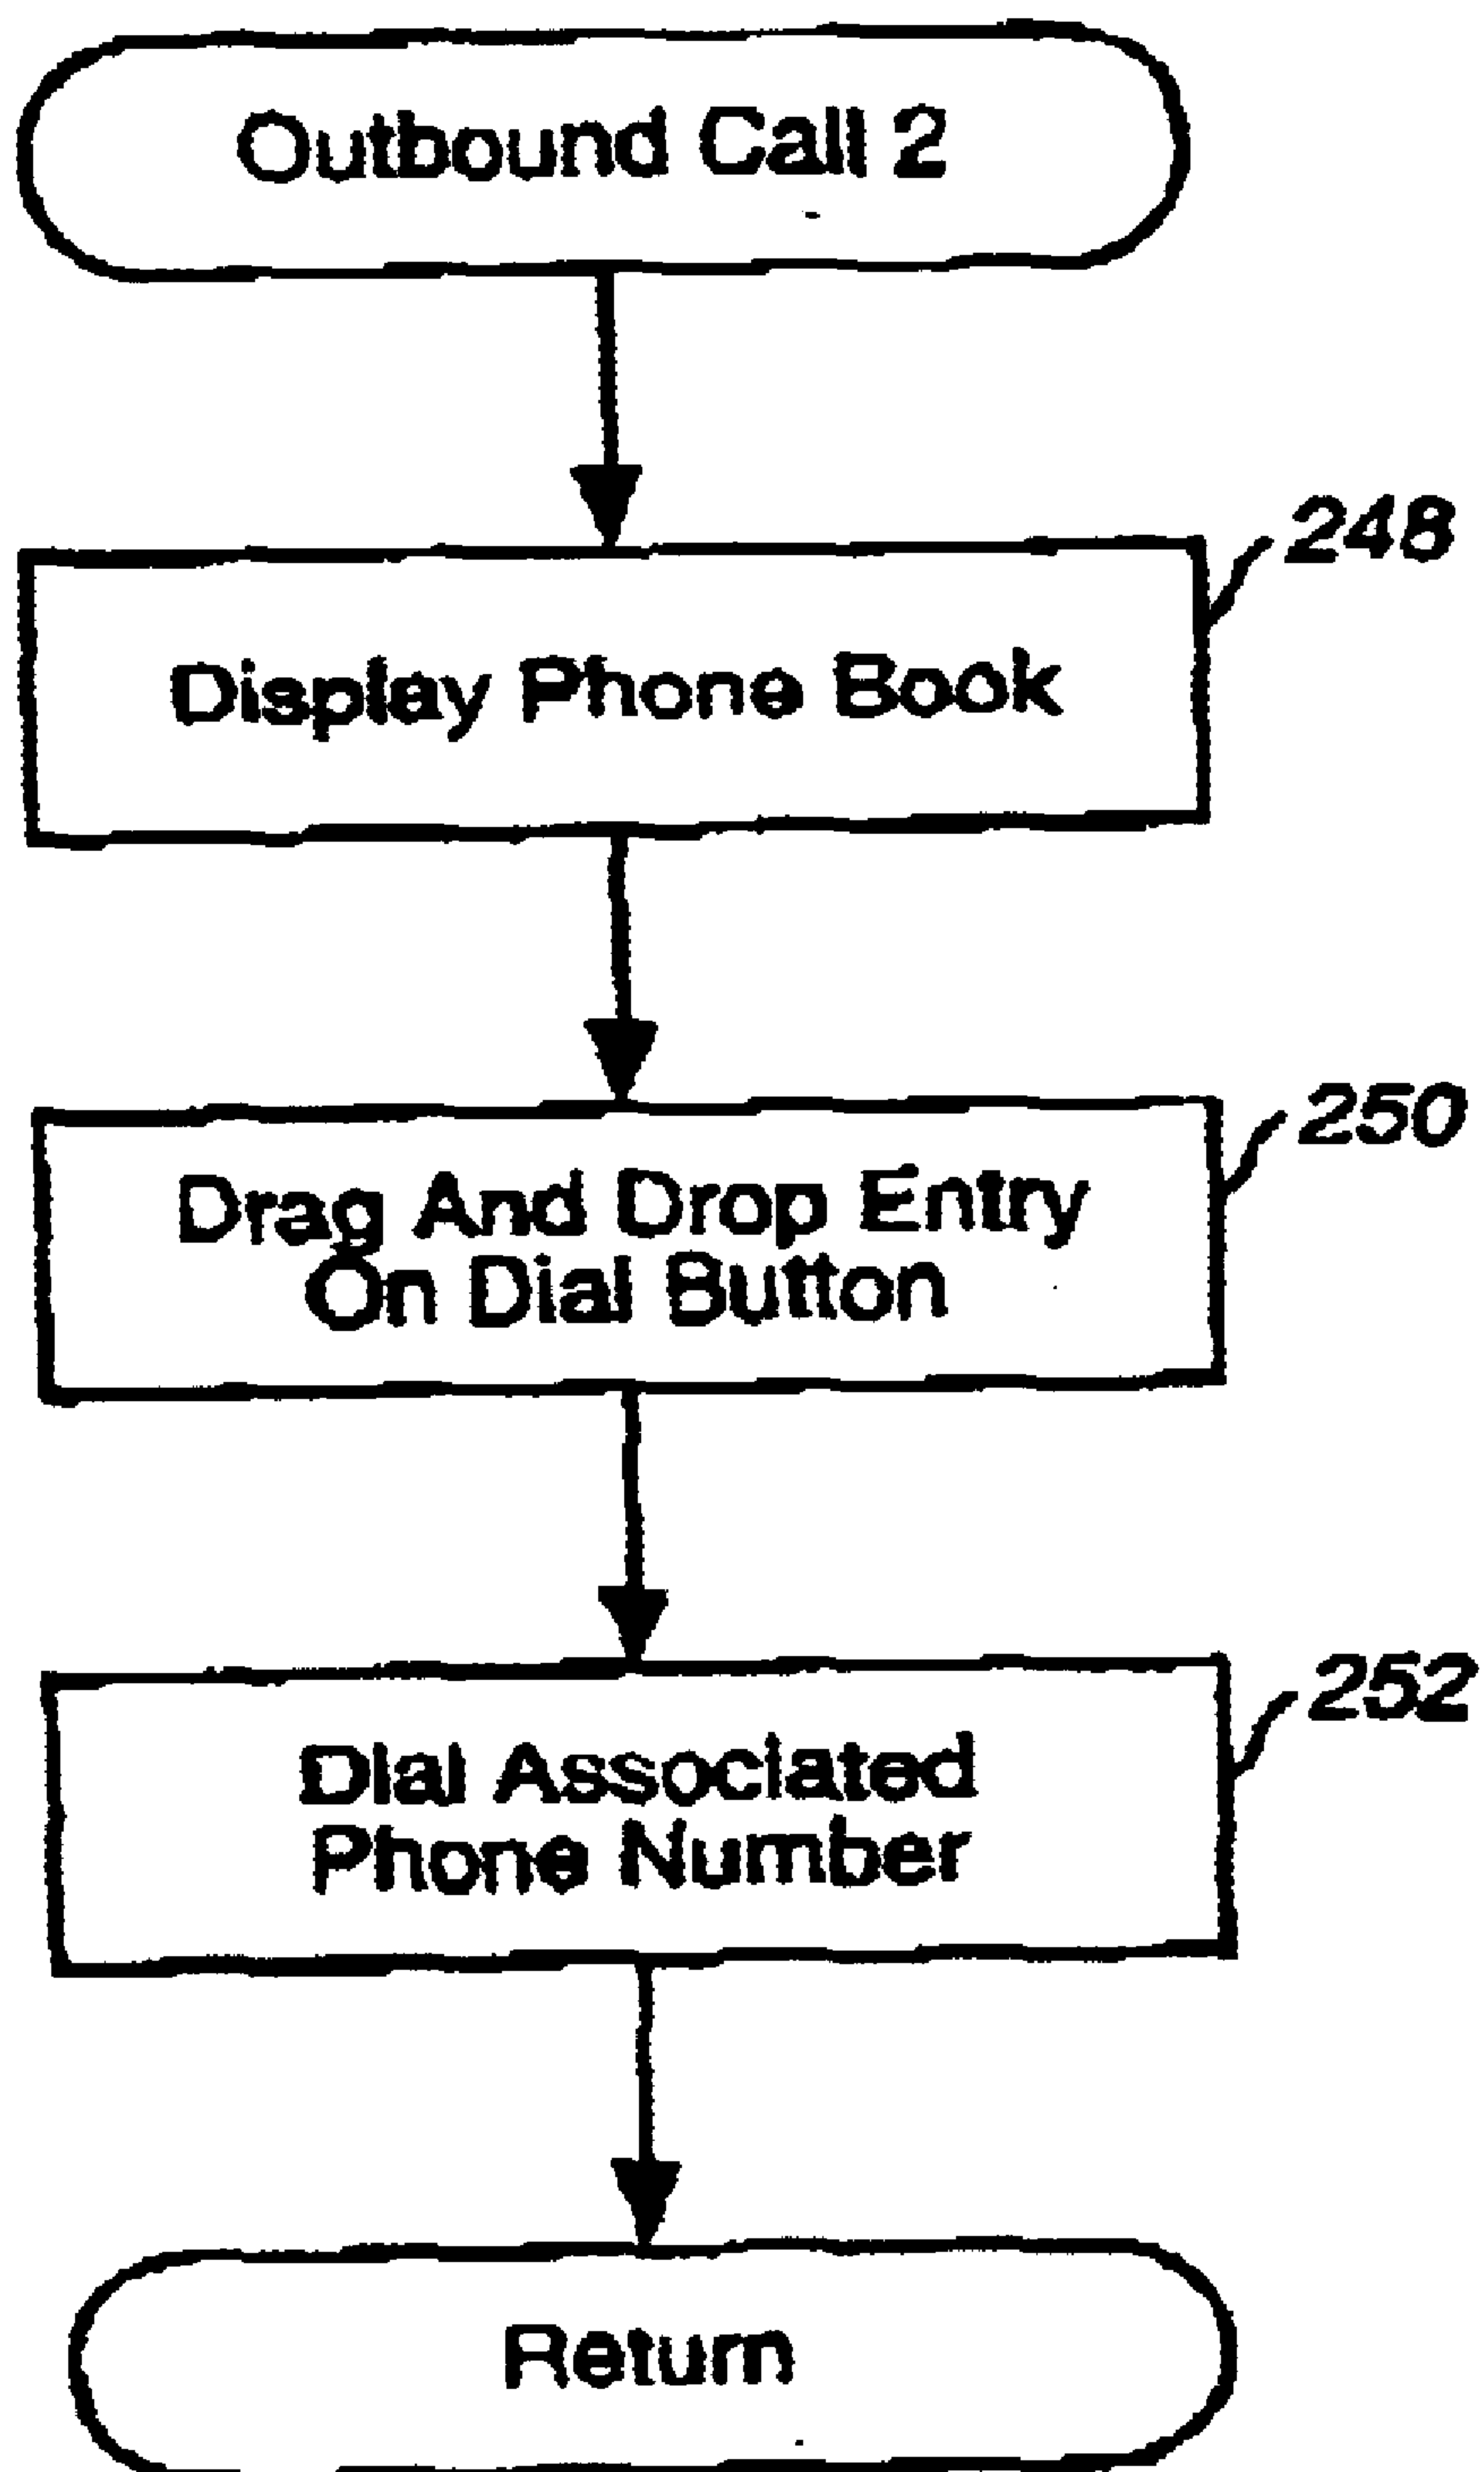 Outbound Call 2
248
Display Phone Book
250
Drag And Drop Entry
On Dial Button
252
Dial Associated
Phone Number
Return